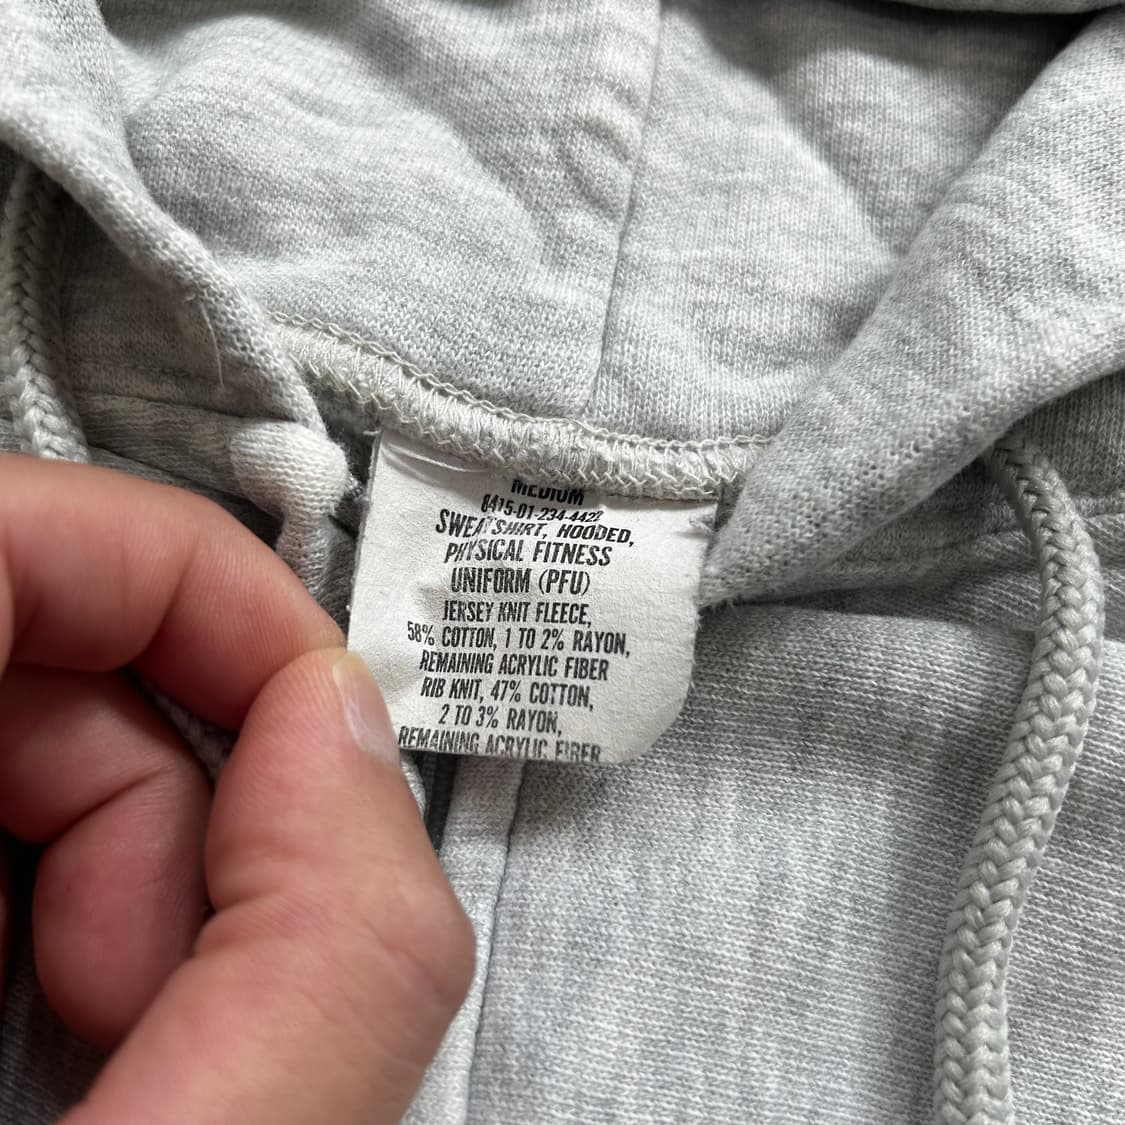 MEDIUM
8415-01-234-4422
SWEATSHIRT, HOODED,
PHYSICAL FITNESS
UNIFORM (PFU)
JERSEY KNIT FLEECE,
58% COTTON, 1 TO 2% RAYON,
REMAINING ACRYLIC FIBER
RIB KNIT, 47% COTTON,
2 TO 3% RAYON,
REMAINING ACRYLIC FIBER